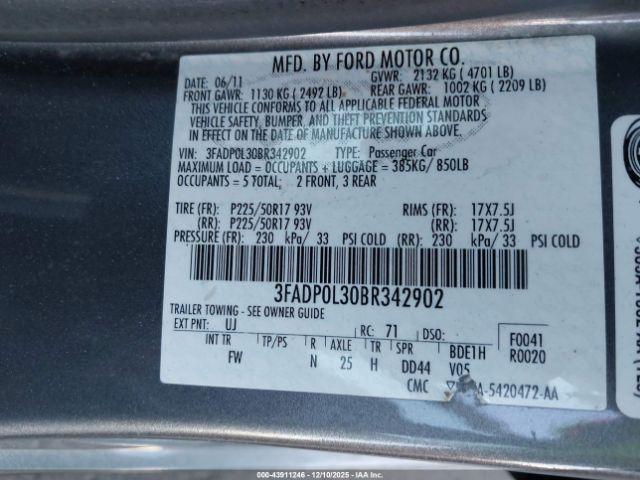 MFD. BY FORD MOTOR CO.
DATE: 06/11 GVWR: 2132 KG ( 4701 LB)
FRONT GAWR: 1130 KG ( 2492 LB) REAR GAWR: 1002 KG ( 2209 LB)
THIS VEHICLE CONFORMS TO ALL APPLICABLE FEDERAL MOTOR
VEHICLE SAFETY, BUMPER, AND THEFT PREVENTION STANDARDS
IN EFFECT ON THE DATE OF MANUFACTURE SHOWN ABOVE.
VIN: 3FADP0L30BR342902 TYPE: Passenger Car
MAXIMUM LOAD = OCCUPANTS + LUGGAGE = 385KG/ 850LB
OCCUPANTS = 5 TOTAL; 2 FRONT, 3 REAR
TIRE (FR): P225/50R17 93V RIMS (FR): 17X7.5J
(RR): P225/50R17 93V (RR): 17X7.5J
PRESSURE (FR): 230 kPa/ 33 PSI COLD (RR): 230 kPa/ 33 PSI COLD
3FADP0L30BR342902
TRAILER TOWING - SEE OWNER GUIDE
EXT PNT: UJ RC: 71 DSO: F0041
INT TR TP/PS R AXLE TR SPR BDE1H R0020
FW N 25 H DD44 V05
CMC -5420472-AA
000-43911246 - 12/10/2025 - IAAI.COM